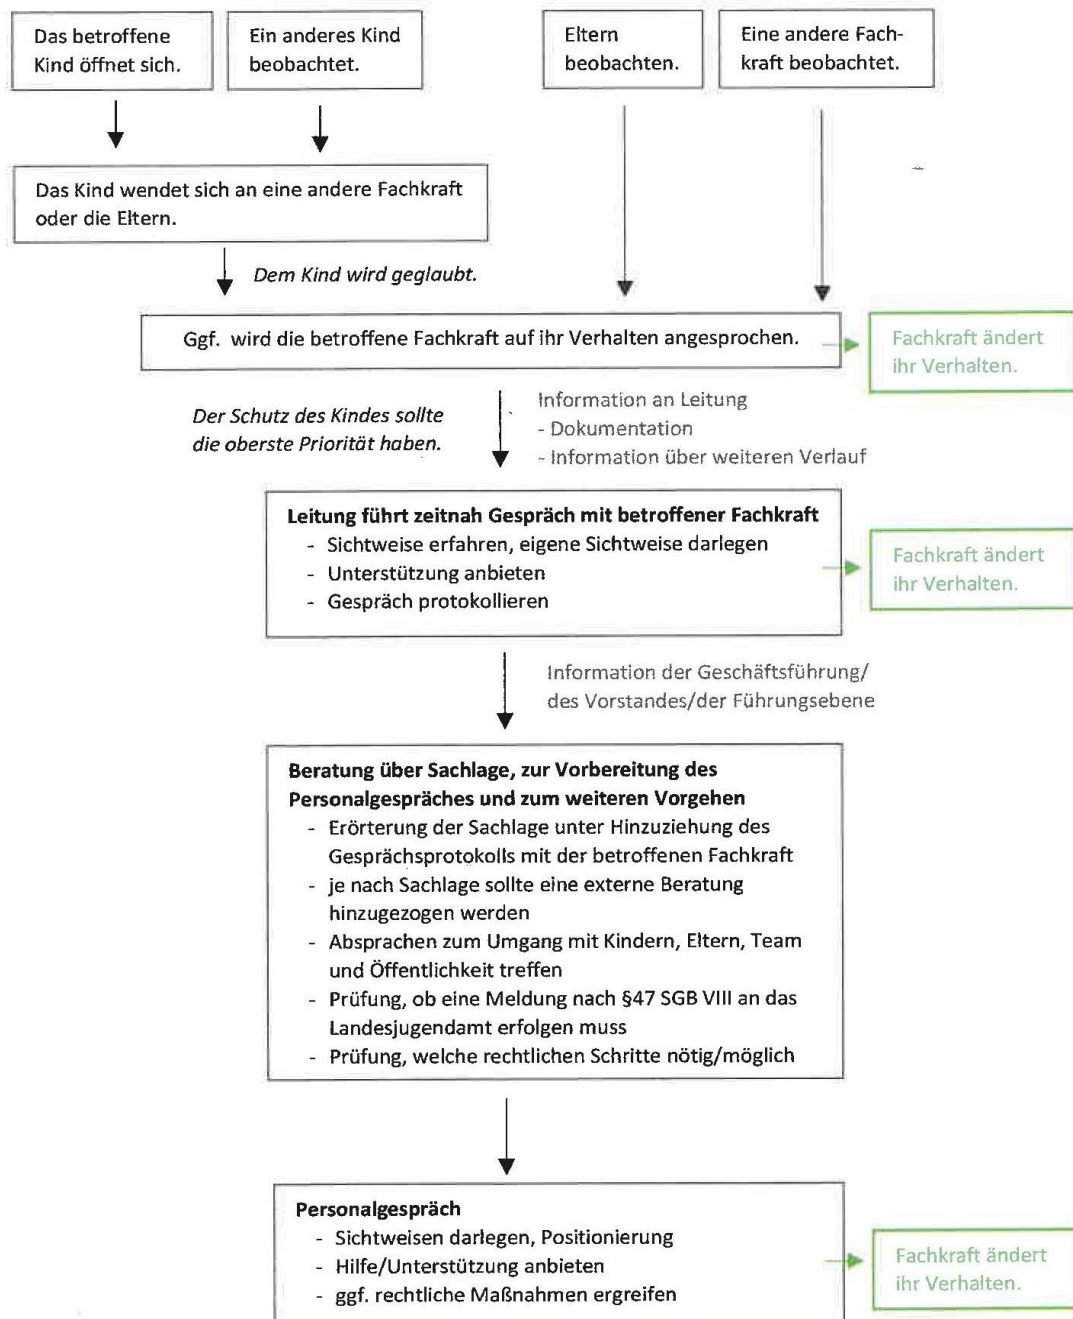 Das betroffene
Kind öffnet sich.
Ein anderes Kind
beobachtet.
Eltern
beobachten.
Eine andere Fach-
kraft beobachtet.
Das Kind wendet sich an eine andere Fachkraft
oder die Eltern.
Dem Kind wird geglaubt.
Ggf. wird die betroffene Fachkraft auf ihr Verhalten angesprochen.
Fachkraft ändert
ihr Verhalten.
Der Schutz des Kindes sollte
die oberste Priorität haben.
Information an Leitung
- Dokumentation
- Information über weiteren Verlauf
Leitung führt zeitnah Gespräch mit betroffener Fachkraft
- Sichtweise erfahren, eigene Sichtweise darlegen
- Unterstützung anbieten
- Gespräch protokollieren
Fachkraft ändert
ihr Verhalten.
Information der Geschäftsführung/
des Vorstandes/der Führungsebene
Beratung über Sachlage, zur Vorbereitung des
Personalgespräches und zum weiteren Vorgehen
- Erörterung der Sachlage unter Hinzuziehung des
Gesprächsprotokolls mit der betroffenen Fachkraft
- je nach Sachlage sollte eine externe Beratung
hinzugezogen werden
- Absprachen zum Umgang mit Kindern, Eltern, Team
und Öffentlichkeit treffen
- Prüfung, ob eine Meldung nach §47 SGB VIII an das
Landesjugendamt erfolgen muss
- Prüfung, welche rechtlichen Schritte nötig/möglich
Personalgespräch
- Sichtweisen darlegen, Positionierung
- Hilfe/Unterstützung anbieten
- ggf. rechtliche Maßnahmen ergreifen
Fachkraft ändert
ihr Verhalten.